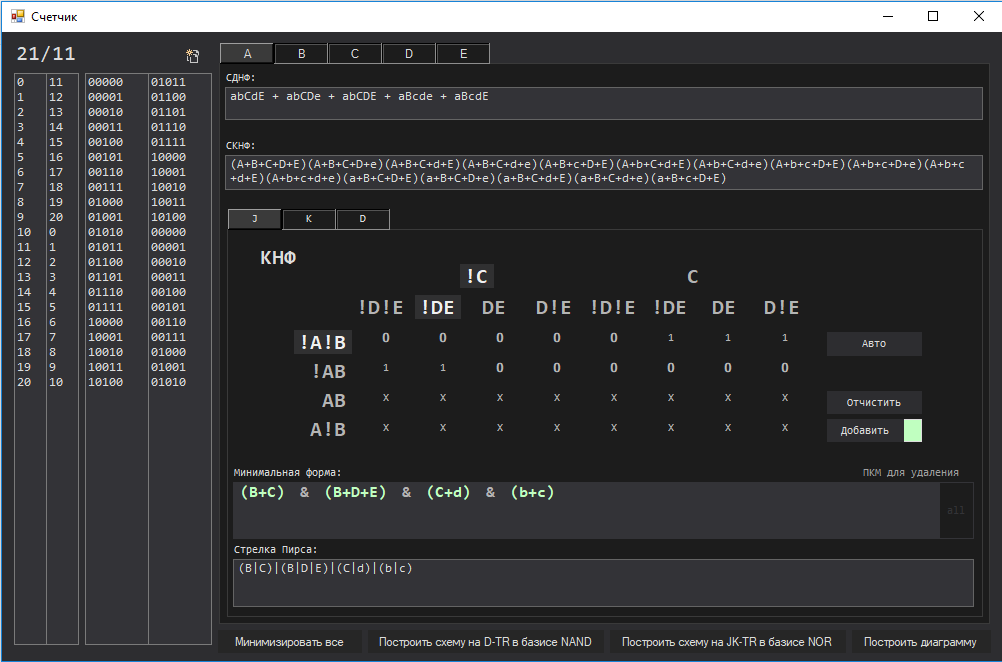 Счетчик
21/11
A B C D E
0 11 00000 01011
1 12 00001 01100
2 13 00010 01101
3 14 00011 01110
4 15 00100 01111
5 16 00101 10000
6 17 00110 10001
7 18 00111 10010
8 19 01000 10011
9 20 01001 10100
10 0 01010 00000
11 1 01011 00001
12 2 01100 00010
13 3 01101 00011
14 4 01110 00100
15 5 01111 00101
16 6 10000 00110
17 7 10001 00111
18 8 10010 01000
19 9 10011 01001
20 10 10100 01010
СДНФ:
abCdE + abCDe + abCDE + aBcde + aBcdE
СКНФ:
(A+B+C+D+E)(A+B+C+D+e)(A+B+C+d+E)(A+B+C+d+e)(A+B+c+D+E)(A+b+C+d+E)(A+b+C+d+e)(A+b+c+D+E)(A+b+c+D+e)(A+b+c
+d+E)(A+b+c+d+e)(a+B+C+D+E)(a+B+C+D+e)(a+B+C+d+E)(a+B+C+d+e)(a+B+c+D+E)
J K D
КНФ
!C C
!D!E !DE DE D!E !D!E !DE DE D!E
!A!B 0 0 0 0 0 1 1 1
!AB 1 1 0 0 0 0 0 0
AB x x x x x x x x
A!B x x x x x x x x
Авто
Отчистить
Добавить
Минимальная форма:
ПКМ для удаления
(B+C) & (B+D+E) & (C+d) & (b+c)
all
Стрелка Пирса:
(B|C)|(B|D|E)|(C|d)|(b|c)
Минимизировать все
Построить схему на D-TR в базисе NAND
Построить схему на JK-TR в базисе NOR
Построить диаграмму